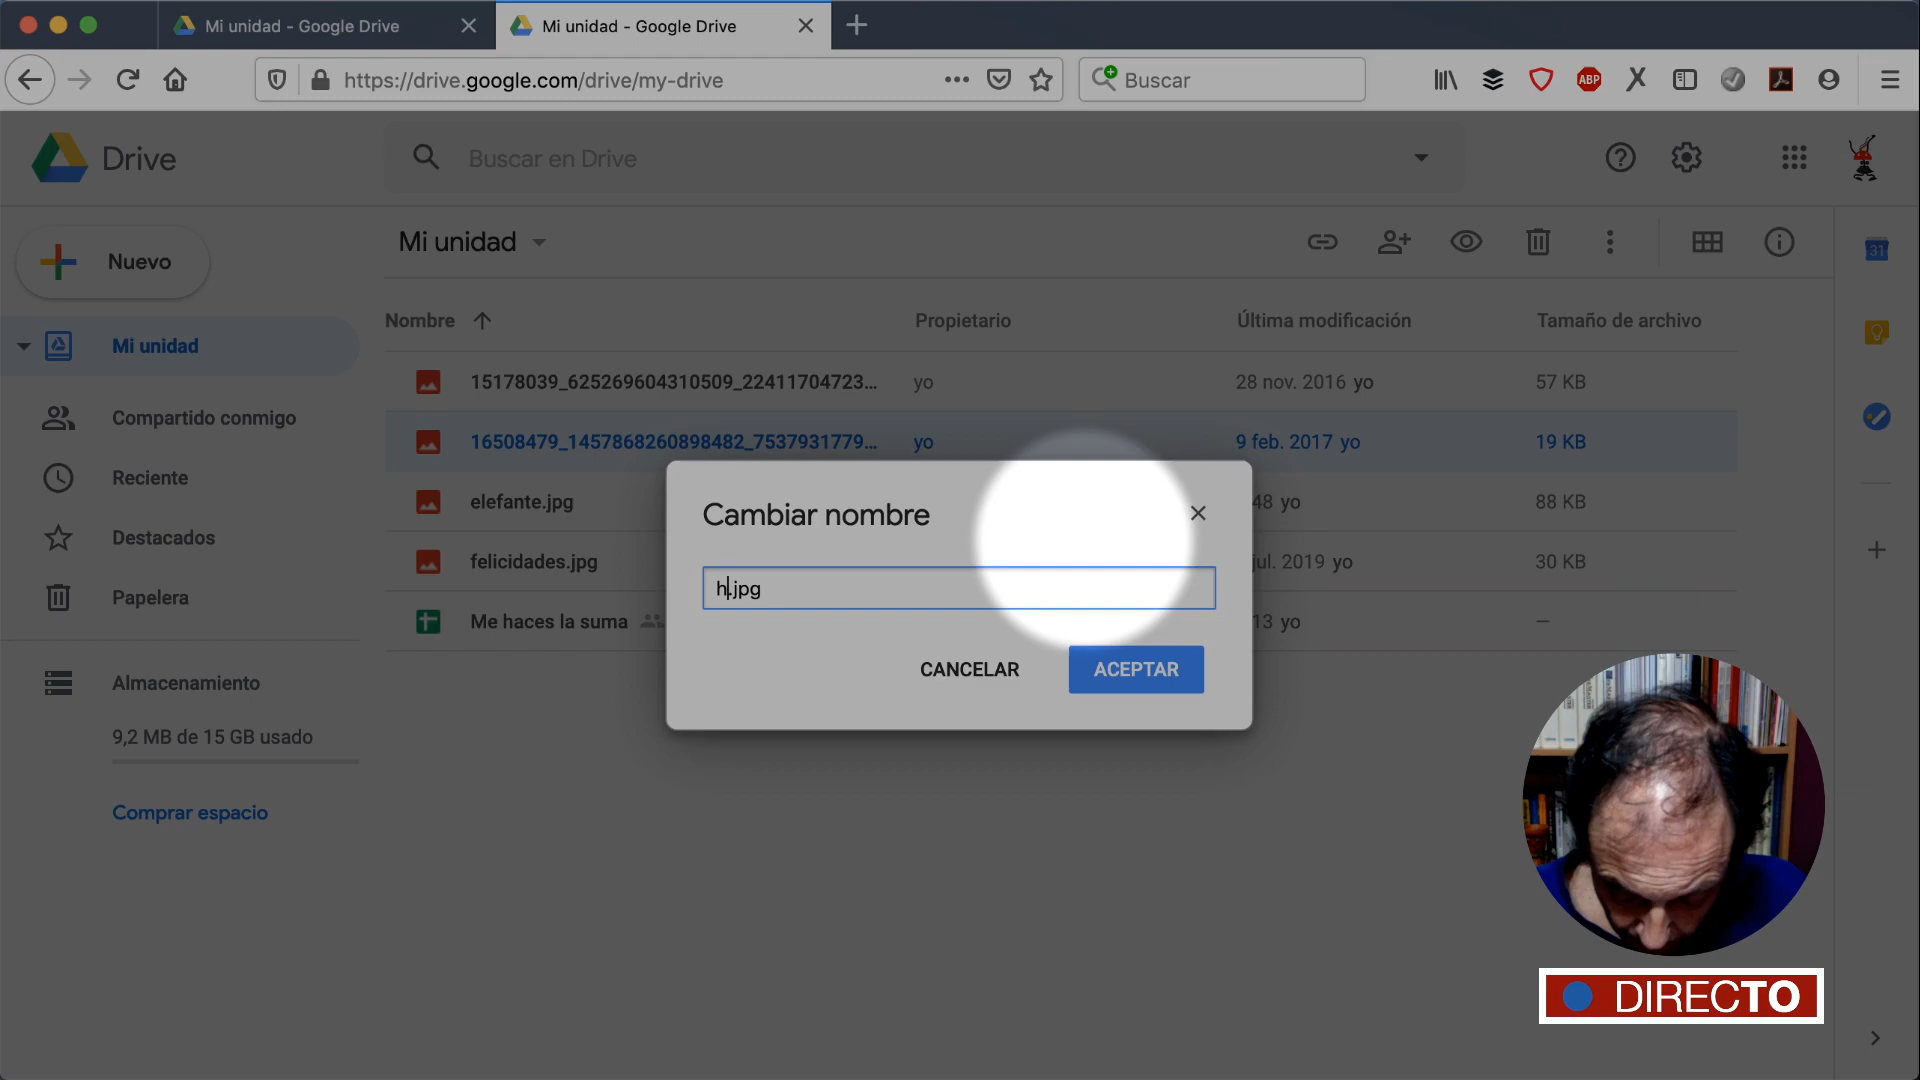 Mi unidad - Google Drive
Mi unidad - Google Drive
https://drive.google.com/drive/my-drive
Buscar
ABP
Drive
Buscar en Drive
Nuevo
Mi unidad
31
Nombre
Propietario
Última modificación
Tamaño de archivo
Mi unidad
15178039_625269604310509_22411704723...
yo
28 nov. 2016 yo
57 KB
Compartido conmigo
16508479_1457868260898482_7537931779...
yo
9 feb. 2017 yo
19 KB
Reciente
elefante.jpg
48 yo
88 KB
Destacados
felicidades.jpg
jul. 2019 yo
30 KB
Papelera
Me haces la suma
13 yo
—
Cambiar nombre
h.jpg
CANCELAR
ACEPTAR
Almacenamiento
9,2 MB de 15 GB usado
Comprar espacio
DIRECTO